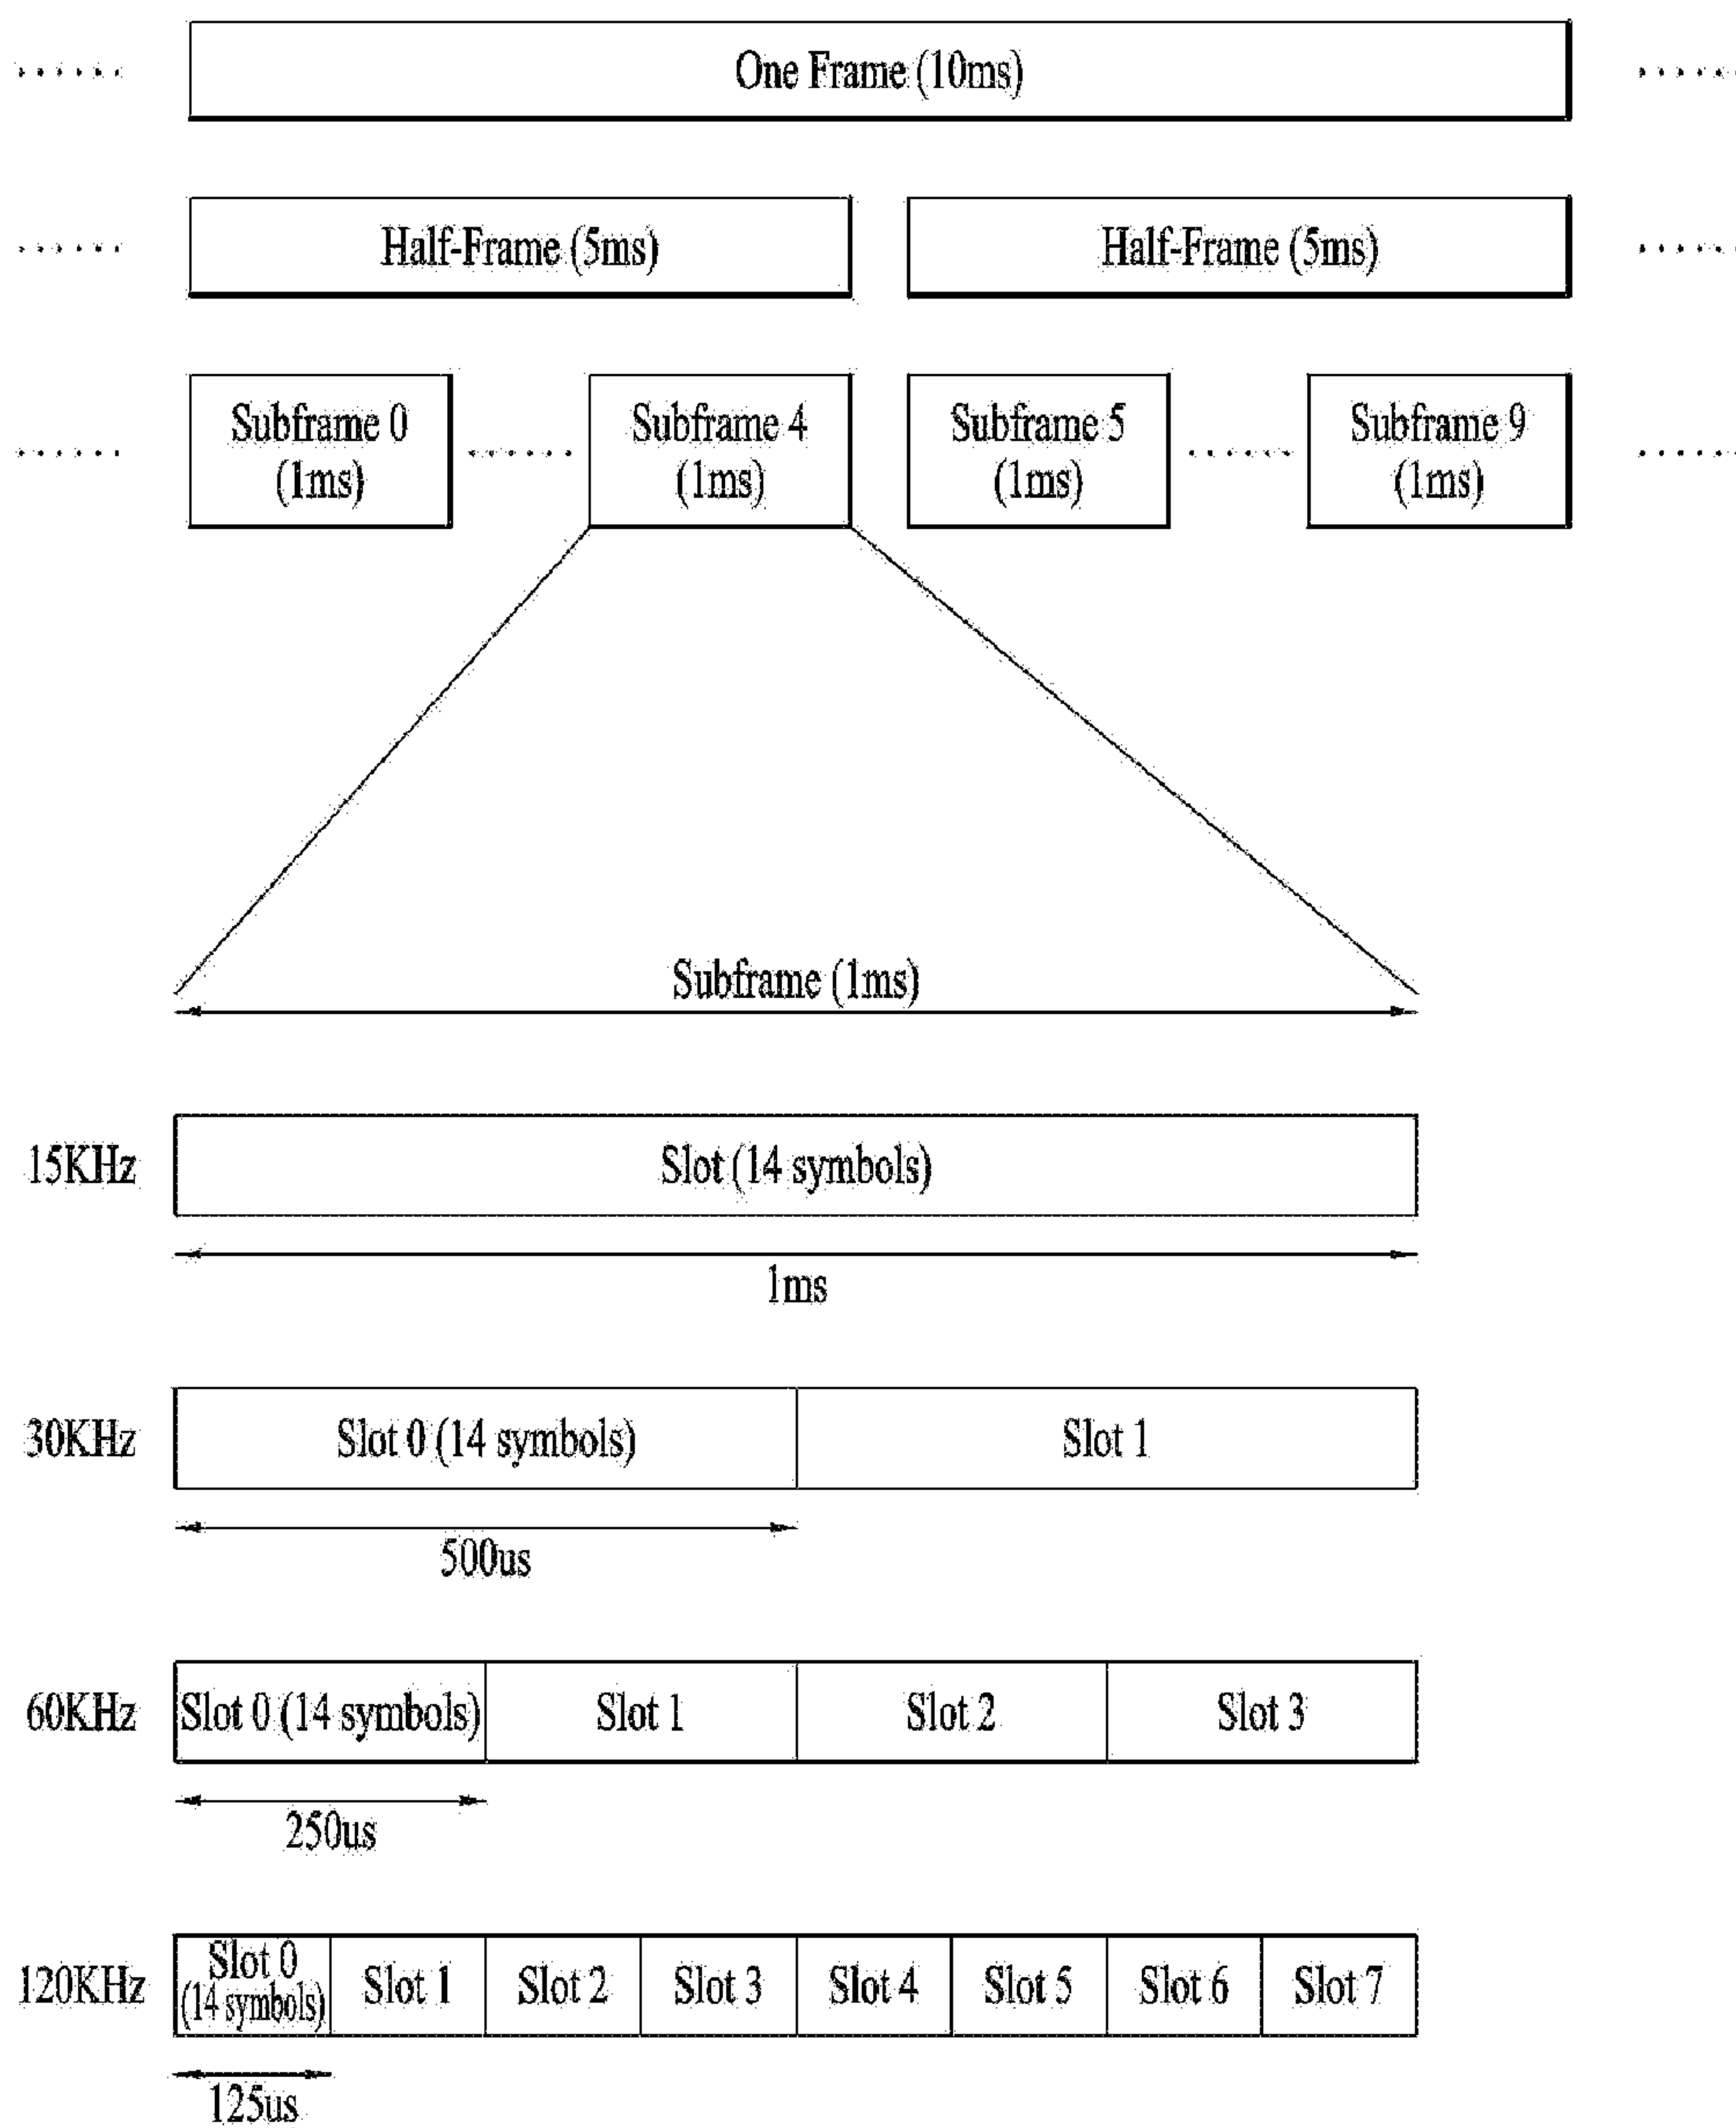 One Frame (10ms)
Half-Frame (5ms) Half-Frame (5ms)
Subframe 0 Subframe 4 Subframe 5 Subframe 9
(1ms) (1ms) (1ms) (1ms)
Subframe (1ms)
15KHz Slot (14 symbols)
1ms
30KHz Slot 0 (14 symbols) Slot 1
500us
60KHz Slot 0 (14 symbols) Slot 1 Slot 2 Slot 3
250us
120KHz Slot 0 (14 symbols) Slot 1 Slot 2 Slot 3 Slot 4 Slot 5 Slot 6 Slot 7
125us